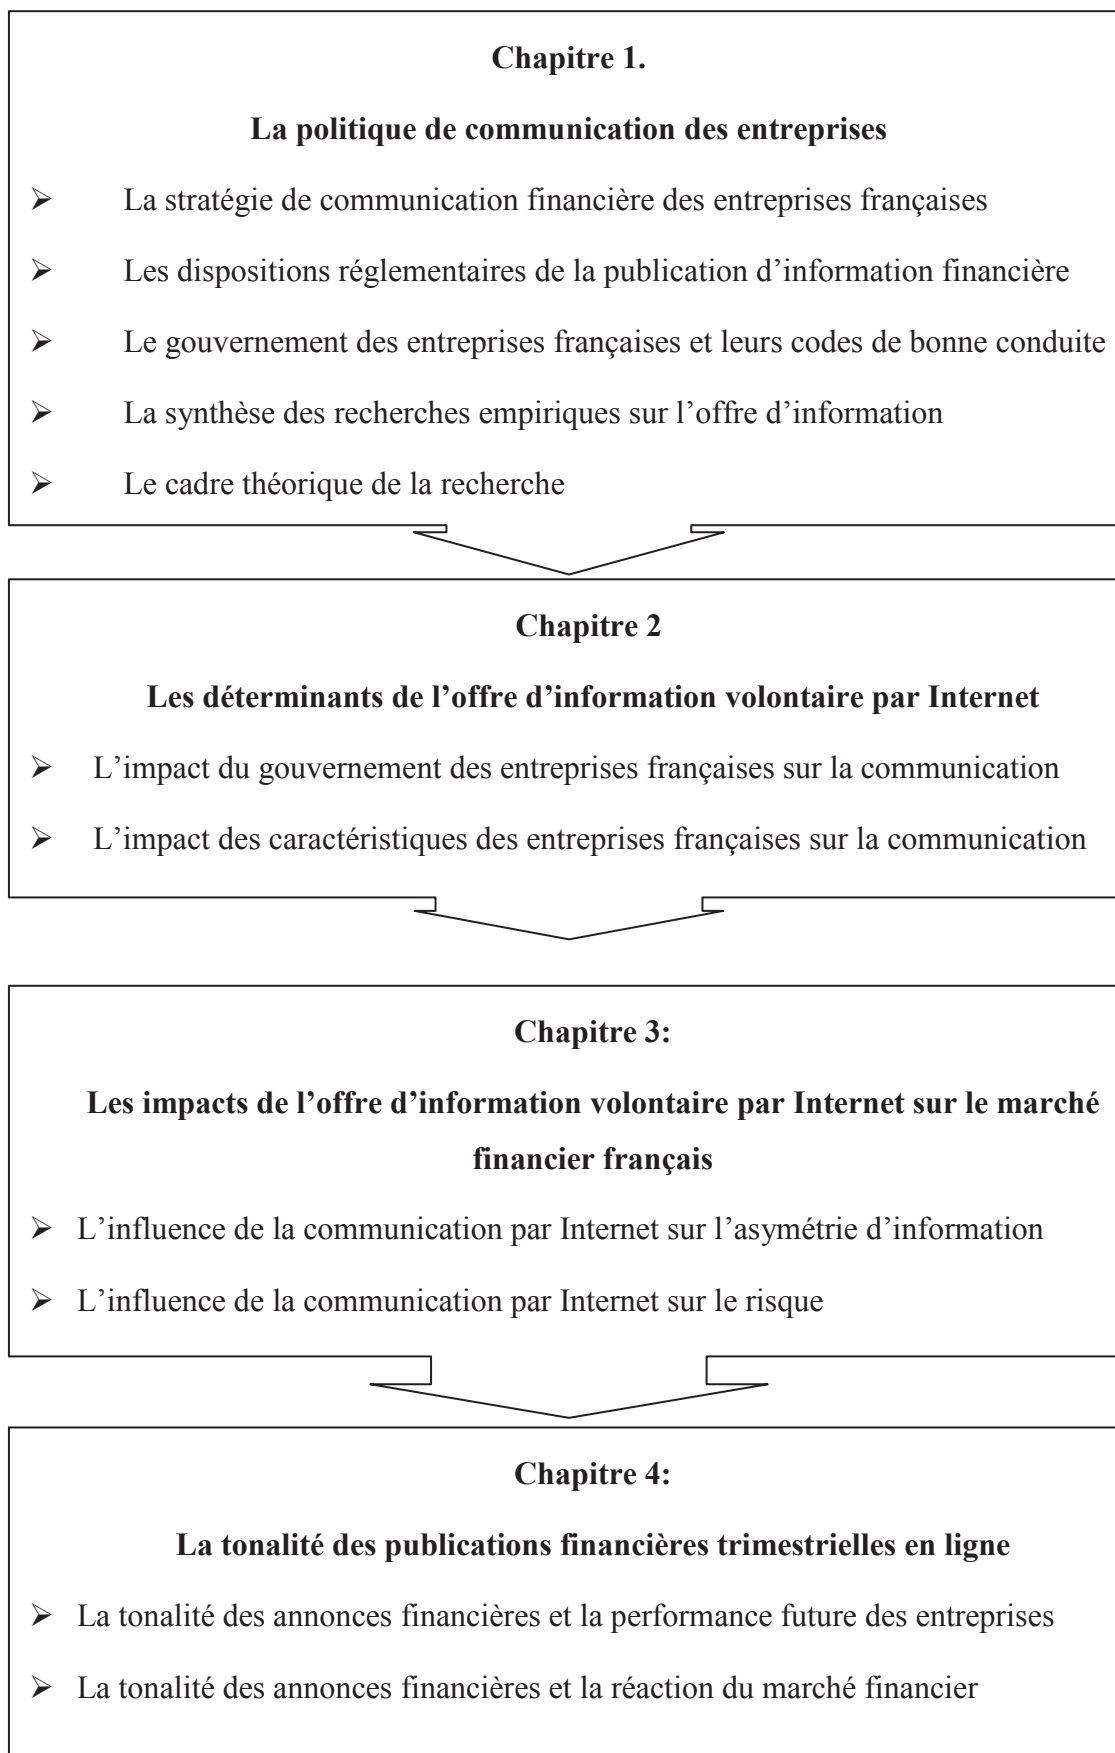 Chapitre 1.
La politique de communication des entreprises
➢ La stratégie de communication financière des entreprises françaises
➢ Les dispositions réglementaires de la publication d’information financière
➢ Le gouvernement des entreprises françaises et leurs codes de bonne conduite
➢ La synthèse des recherches empiriques sur l’offre d’information
➢ Le cadre théorique de la recherche
Chapitre 2
Les déterminants de l’offre d’information volontaire par Internet
➢ L’impact du gouvernement des entreprises françaises sur la communication
➢ L’impact des caractéristiques des entreprises françaises sur la communication
Chapitre 3:
Les impacts de l’offre d’information volontaire par Internet sur le marché
financier français
➢ L’influence de la communication par Internet sur l’asymétrie d’information
➢ L’influence de la communication par Internet sur le risque
Chapitre 4:
La tonalité des publications financières trimestrielles en ligne
➢ La tonalité des annonces financières et la performance future des entreprises
➢ La tonalité des annonces financières et la réaction du marché financier